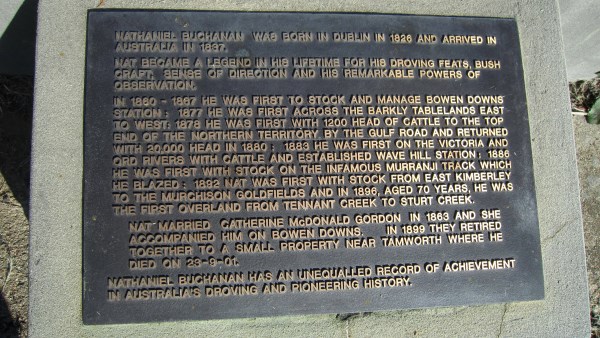 NATHANIEL BUCHANAN WAS BORN IN DUBLIN IN 1826 AND ARRIVED IN
AUSTRALIA IN 1837.
NAT BECAME A LEGEND IN HIS LIFETIME FOR HIS DROVING FEATS, BUSH
CRAFT, SENSE OF DIRECTION AND HIS REMARKABLE POWERS OF
OBSERVATION.
IN 1860 - 1867 HE WAS FIRST TO STOCK AND MANAGE BOWEN DOWNS
STATION; 1877 HE WAS FIRST ACROSS THE BARKLY TABLELANDS EAST
TO WEST; 1878 HE WAS FIRST WITH 1200 HEAD OF CATTLE TO THE TOP
END OF THE NORTHERN TERRITORY BY THE GULF ROAD AND RETURNED
WITH 20,000 HEAD IN 1880; 1883 HE WAS FIRST ON THE VICTORIA AND
ORD RIVERS WITH CATTLE AND ESTABLISHED WAVE HILL STATION; 1886
HE WAS FIRST WITH STOCK ON THE INFAMOUS MURRANJI TRACK WHICH
HE BLAZED; 1892 NAT WAS FIRST WITH STOCK FROM EAST KIMBERLEY
TO THE MURCHISON GOLDFIELDS AND IN 1896, AGED 70 YEARS, HE WAS
THE FIRST OVERLAND FROM TENNANT CREEK TO STURT CREEK.
NAT MARRIED CATHERINE McDONALD GORDON IN 1863 AND SHE
ACCOMPANIED HIM ON BOWEN DOWNS. IN 1899 THEY RETIRED
TOGETHER TO A SMALL PROPERTY NEAR TAMWORTH WHERE HE
DIED ON 23-9-01.
NATHANIEL BUCHANAN HAS AN UNEQUALLED RECORD OF ACHIEVEMENT
IN AUSTRALIA'S DROVING AND PIONEERING HISTORY.